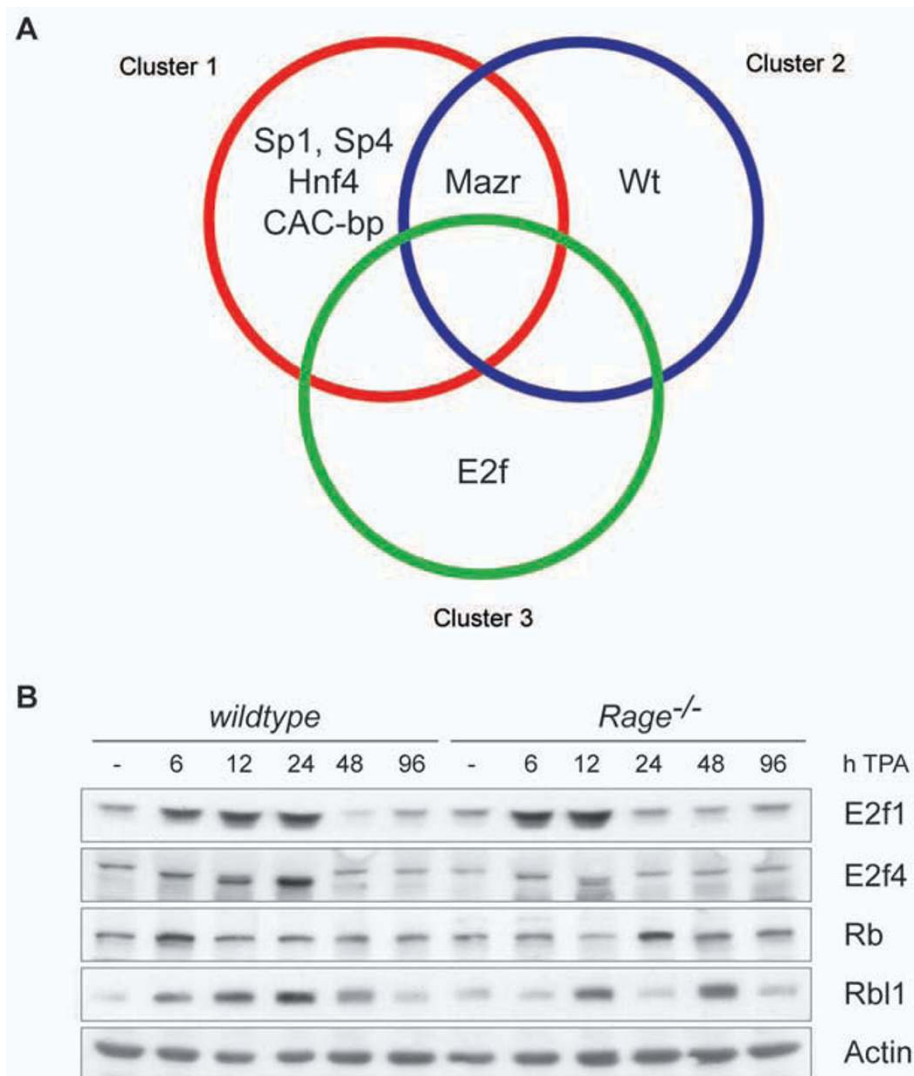 A
Cluster 1
Cluster 2
Sp1, Sp4
Hnf4
CAC-bp
Mazr
Wt
E2f
Cluster 3
B
wildtype Rage-/-
- 6 12 24 48 96 - 6 12 24 48 96 h TPA
E2f1
E2f4
Rb
Rbl1
Actin